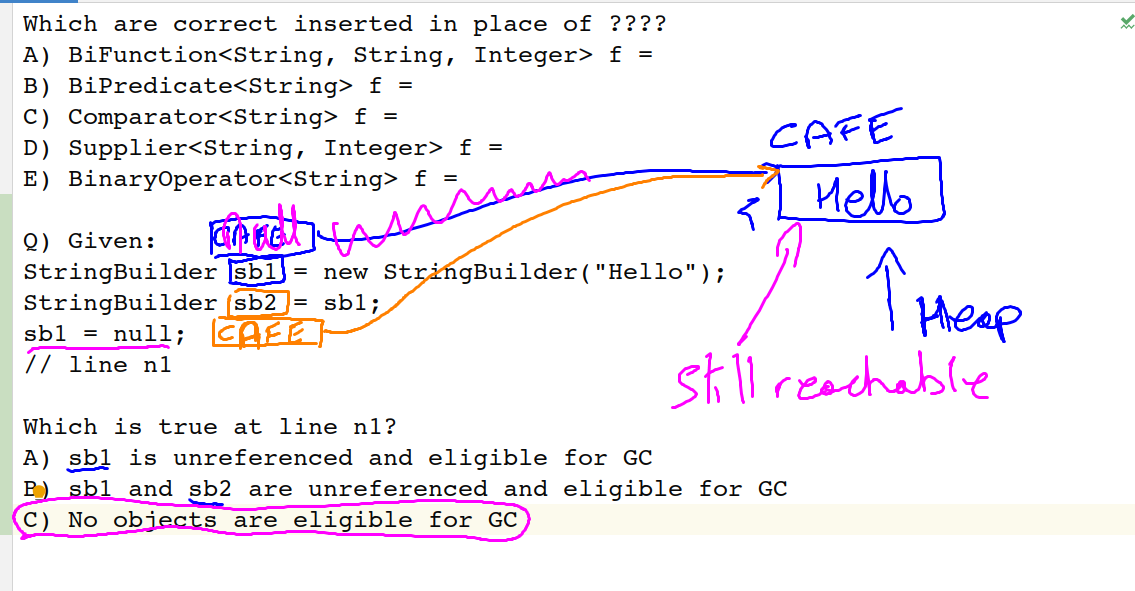 Which are correct inserted in place of ????
A) BiFunction<String, String, Integer> f =
B) BiPredicate<String> f =
C) Comparator<String> f =
D) Supplier<String, Integer> f =
E) BinaryOperator<String> f =
CAFE
Hello
null
Q) Given:
StringBuilder sb1 = new StringBuilder("Hello");
StringBuilder sb2 = sb1;
sb1 = null;
CAFE
Heap
// line n1
Still reachable
Which is true at line n1?
A) sb1 is unreferenced and eligible for GC
B) sb1 and sb2 are unreferenced and eligible for GC
C) No objects are eligible for GC